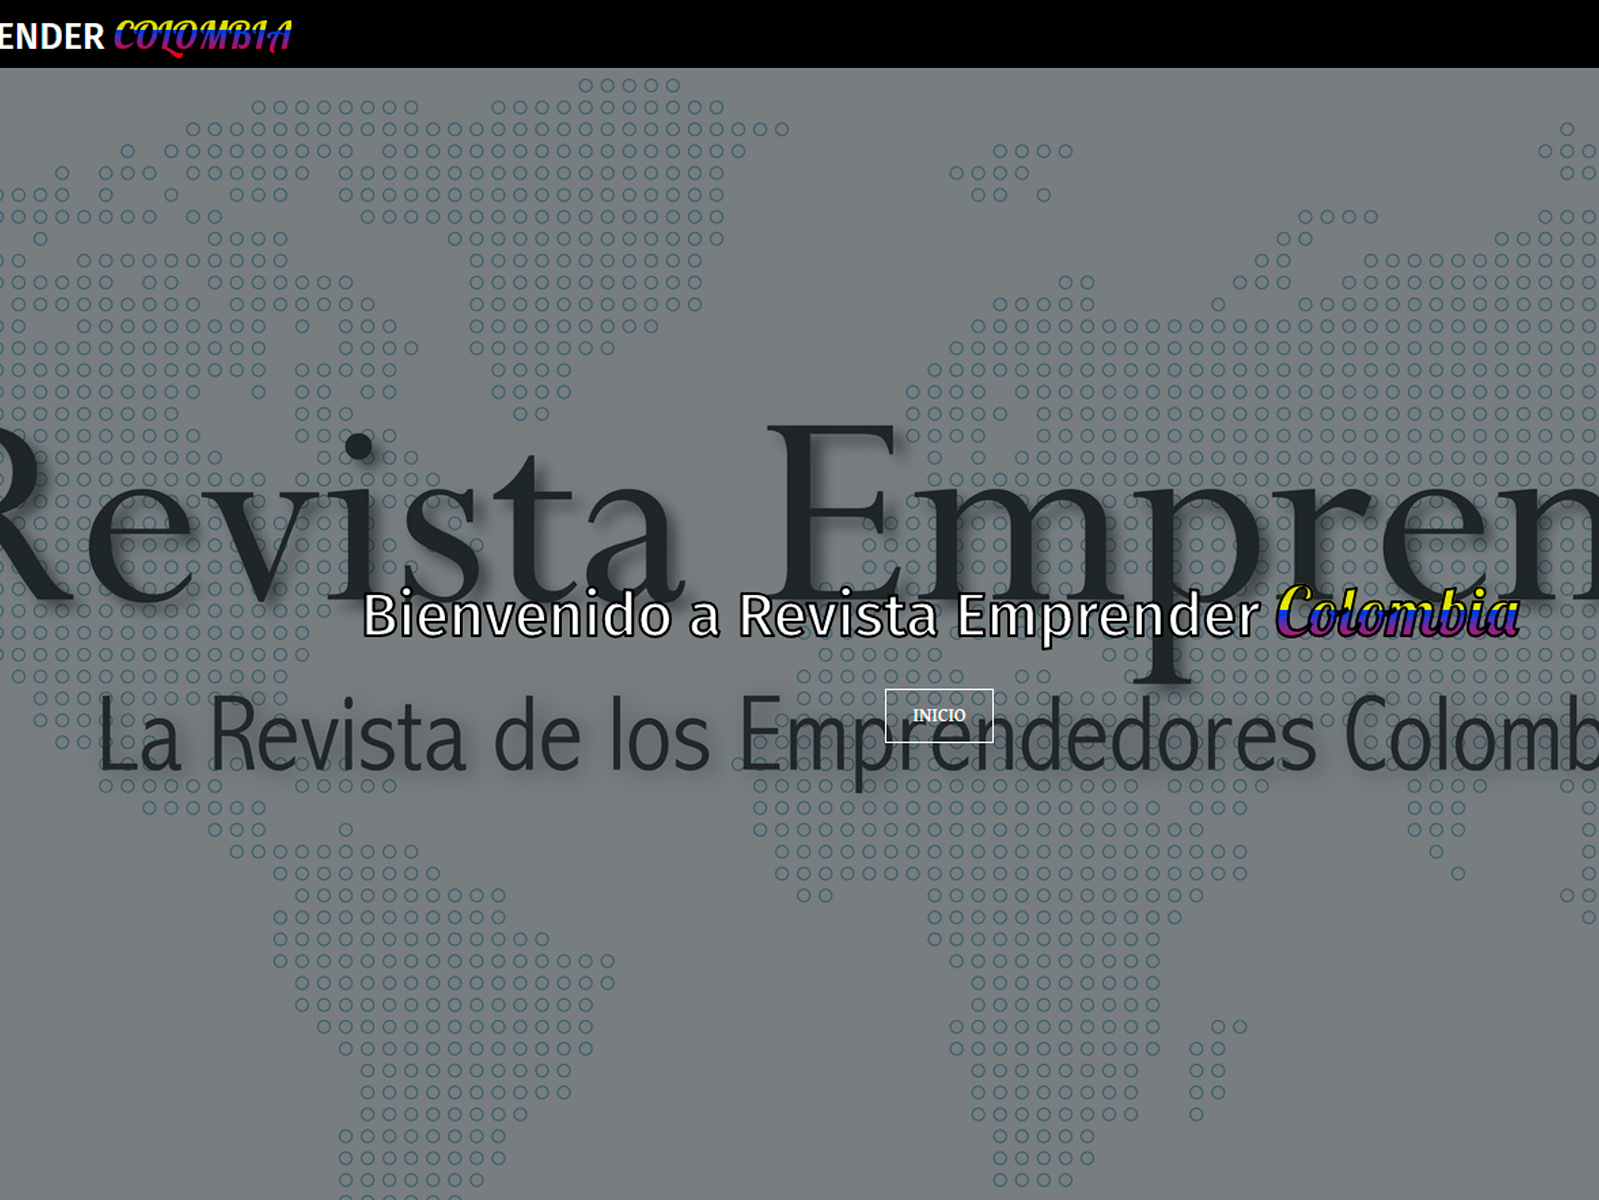 ENDER COLOMBIA
Revista Empren
Bienvenido a Revista Emprender Colombia
INICIO
La Revista de los Emprendedores Colomb